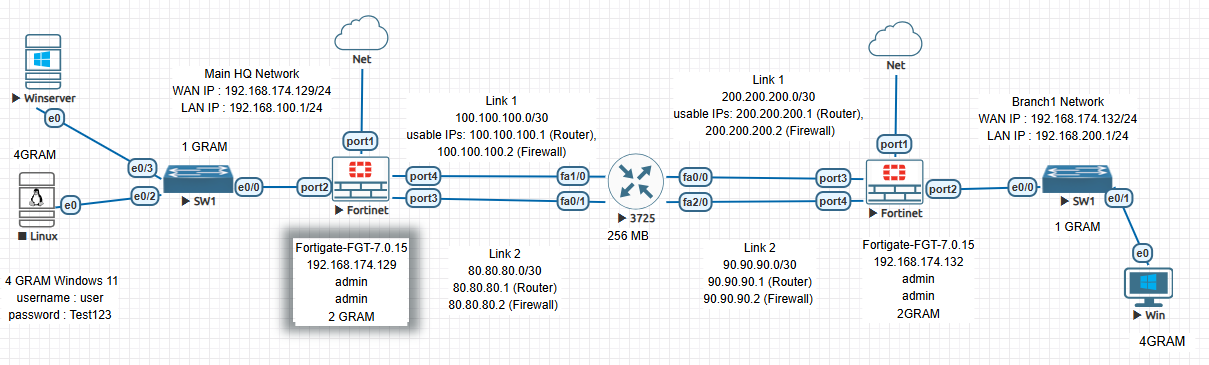 Net
Net
Winserver
e0
Main HQ Network
WAN IP : 192.168.174.129/24
LAN IP : 192.168.100.1/24
Link 1
100.100.100.0/30
usable IPs: 100.100.100.1 (Router),
100.100.100.2 (Firewall)
Link 1
200.200.200.0/30
usable IPs: 200.200.200.1 (Router),
200.200.200.2 (Firewall)
Branch1 Network
WAN IP : 192.168.174.132/24
LAN IP : 192.168.200.1/24
4GRAM
1 GRAM
port1
port1
e0/3
e0/2
SW1
e0/0
port2
port4
port3
Fortinet
fa1/0
fa0/1
fa0/0
fa2/0
3725
256 MB
port3
port4
port2
Fortinet
e0/0
SW1
e0/1
1 GRAM
e0
Linux
e0
Win
4GRAM
4 GRAM Windows 11
username : user
password : Test123
Fortigate-FGT-7.0.15
192.168.174.129
admin
admin
2 GRAM
Link 2
80.80.80.0/30
80.80.80.1 (Router)
80.80.80.2 (Firewall)
Link 2
90.90.90.0/30
90.90.90.1 (Router)
90.90.90.2 (Firewall)
Fortigate-FGT-7.0.15
192.168.174.132
admin
admin
2GRAM